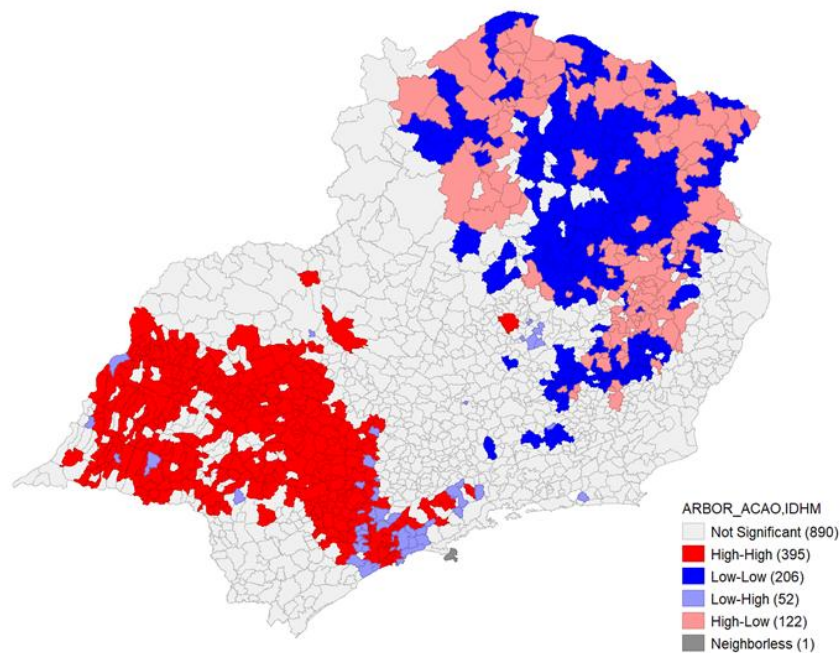 ARBOR_ACAO,IDHM
Not Significant (890)
High-High (395)
Low-Low (206)
Low-High (52)
High-Low (122)
Neighborless (1)